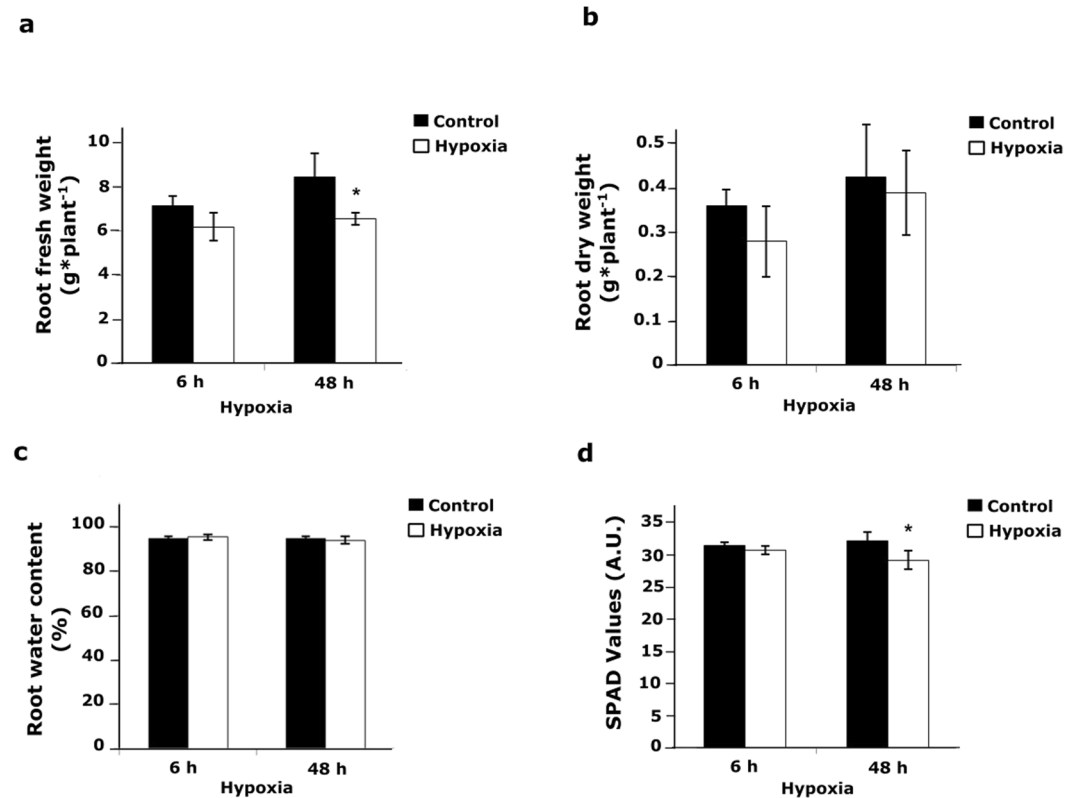 a
Root fresh weight
(g*plant⁻¹)
10
8
6
4
2
0
Control
Hypoxia
*
6 h
48 h
Hypoxia
b
Root dry weight
(g*plant⁻¹)
0.5
0.4
0.3
0.2
0.1
0
Control
Hypoxia
6 h
48 h
Hypoxia
c
Root water content
(%)
100
80
60
40
20
0
Control
Hypoxia
6 h
48 h
Hypoxia
d
SPAD Values (A.U.)
35
30
25
20
15
10
5
0
Control
Hypoxia
*
6 h
48 h
Hypoxia